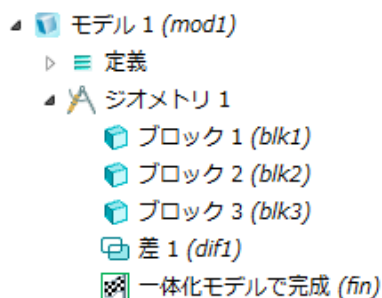 モデル 1 (mod1)
定義
ジオメトリ 1
ブロック 1 (blk1)
ブロック 2 (blk2)
ブロック 3 (blk3)
差 1 (dif1)
一体化モデルで完成 (fin)